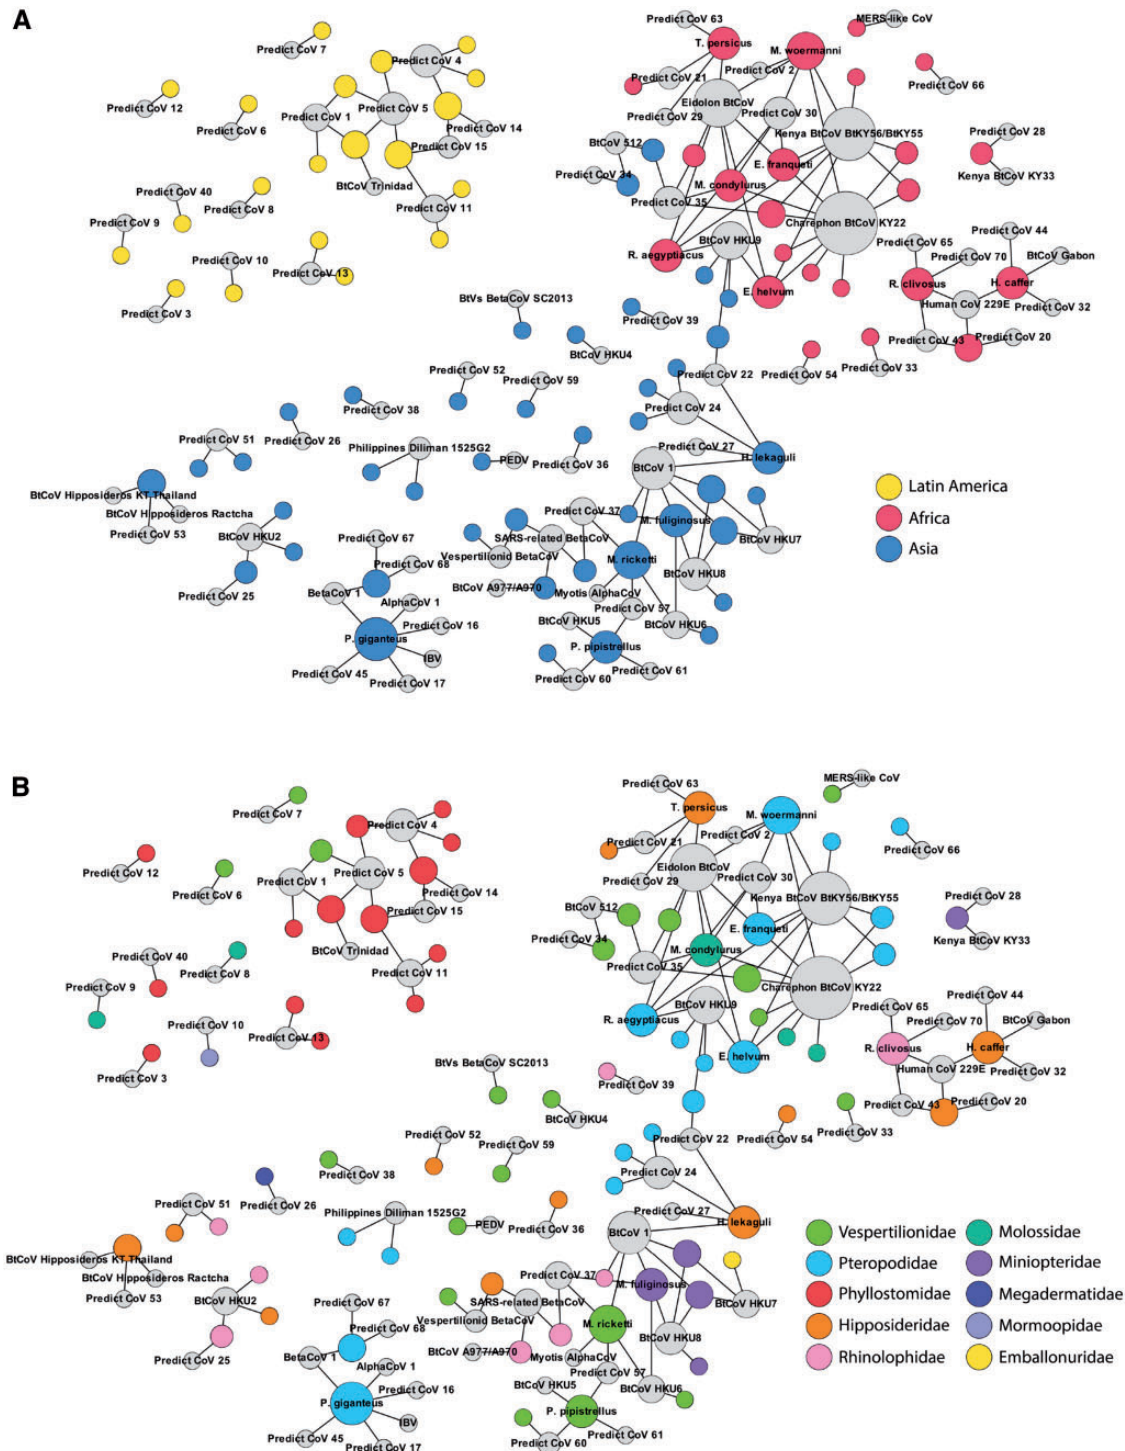 A
Predict CoV 63
MERS-like CoV
Predict CoV 7
Predict CoV 4
T. persicus
M. woermanni
Predict CoV 21
Predict CoV 2
Predict CoV 66
Predict CoV 12
Predict CoV 5
Eidolon BtCoV
Predict CoV 1
Predict CoV 29
Predict CoV 30
Predict CoV 6
Predict CoV 14
Kenya BtCoV BtKY56/BtKY55
Predict CoV 28
Predict CoV 15
BtCoV 512
E. franqueti
Predict CoV 34
Kenya BtCoV KY33
BtCoV Trinidad
M. condylurus
Predict CoV 40
Predict CoV 35
Predict CoV 8
Predict CoV 11
Predict CoV 9
Charephon BtCoV KY22
Predict CoV 44
BtCoV HKU9
Predict CoV 65
R. aegyptiacus
BtCoV Gabon
Predict CoV 10
Predict CoV 70
Predict CoV 13
R. clivosus
H. caffer
E. helvum
BtVs BetaCoV SC2013
Human CoV 229E
Predict CoV 32
Predict CoV 3
Predict CoV 39
Predict CoV 43
Predict CoV 20
BtCoV HKU4
Predict CoV 52
Predict CoV 59
Predict CoV 22
Predict CoV 54
Predict CoV 33
Predict CoV 38
Predict CoV 24
Predict CoV 51
Predict CoV 26
Philippines Diliman 1525G2
Predict CoV 27
PEDV
H. lekaguli
Predict CoV 36
BtCoV 1
Latin America
BtCoV Hipposideros KT Thailand
BtCoV Hipposideros Ractcha
Predict CoV 37
Africa
M. fuliginosus
Predict CoV 53
Predict CoV 67
SARS-related BetaCoV
BtCoV HKU2
BtCoV HKU7
Asia
Vespertilionid BetaCoV
M. ricketti
Predict CoV 68
BtCoV HKU8
BtCoV A977/A970
Predict CoV 25
BetaCoV 1
AlphaCoV 1
Myotis AlphaCoV
Predict CoV 57
Predict CoV 16
BtCoV HKU5
BtCoV HKU6
P. giganteus
P. pipistrellus
IBV
Predict CoV 45
Predict CoV 61
Predict CoV 17
Predict CoV 60
B
MERS-like CoV
Predict CoV 63
T. persicus
Predict CoV 7
M. woermanni
Predict CoV 4
Predict CoV 2
Predict CoV 21
Predict CoV 66
Predict CoV 12
Predict CoV 5
Eidolon BtCoV
Predict CoV 1
Predict CoV 29
Predict CoV 30
Predict CoV 6
Predict CoV 14
Kenya BtCoV BtKY56/BtKY55
Predict CoV 28
BtCoV 512
Predict CoV 15
E. franqueti
Predict CoV 34
Kenya BtCoV KY33
BtCoV Trinidad
M. condylurus
Predict CoV 40
Predict CoV 35
Predict CoV 8
Predict CoV 11
Predict CoV 9
Charephon BtCoV KY22
Predict CoV 44
BtCoV HKU9
Predict CoV 65
R. aegyptiacus
BtCoV Gabon
Predict CoV 10
Predict CoV 70
Predict CoV 13
R. clivosus
H. caffer
E. helvum
BtVs BetaCoV SC2013
Human CoV 229E
Predict CoV 32
Predict CoV 3
Predict CoV 39
Predict CoV 43
Predict CoV 20
BtCoV HKU4
Predict CoV 52
Predict CoV 59
Predict CoV 22
Predict CoV 54
Predict CoV 33
Predict CoV 38
Predict CoV 24
Predict CoV 51
Predict CoV 26
Philippines Diliman 1525G2
Predict CoV 27
PEDV
H. lekaguli
Predict CoV 36
BtCoV 1
Vespertilionidae
Molossidae
BtCoV Hipposideros KT Thailand
Pteropodidae
Miniopteridae
BtCoV Hipposideros Ractcha
Predict CoV 37
M. fuliginosus
Phyllostomidae
Megadermatidae
Predict CoV 53
Predict CoV 67
SARS-related BetaCoV
BtCoV HKU2
BtCoV HKU7
Hipposideridae
Mormoopidae
Vespertilionid BetaCoV
M. ricketti
Predict CoV 68
BtCoV HKU8
BtCoV A977/A970
Rhinolophidae
Emballonuridae
Predict CoV 25
BetaCoV 1
AlphaCoV 1
Myotis AlphaCoV
Predict CoV 57
Predict CoV 16
BtCoV HKU5
BtCoV HKU6
P. giganteus
P. pipistrellus
IBV
Predict CoV 45
Predict CoV 61
Predict CoV 17
Predict CoV 60